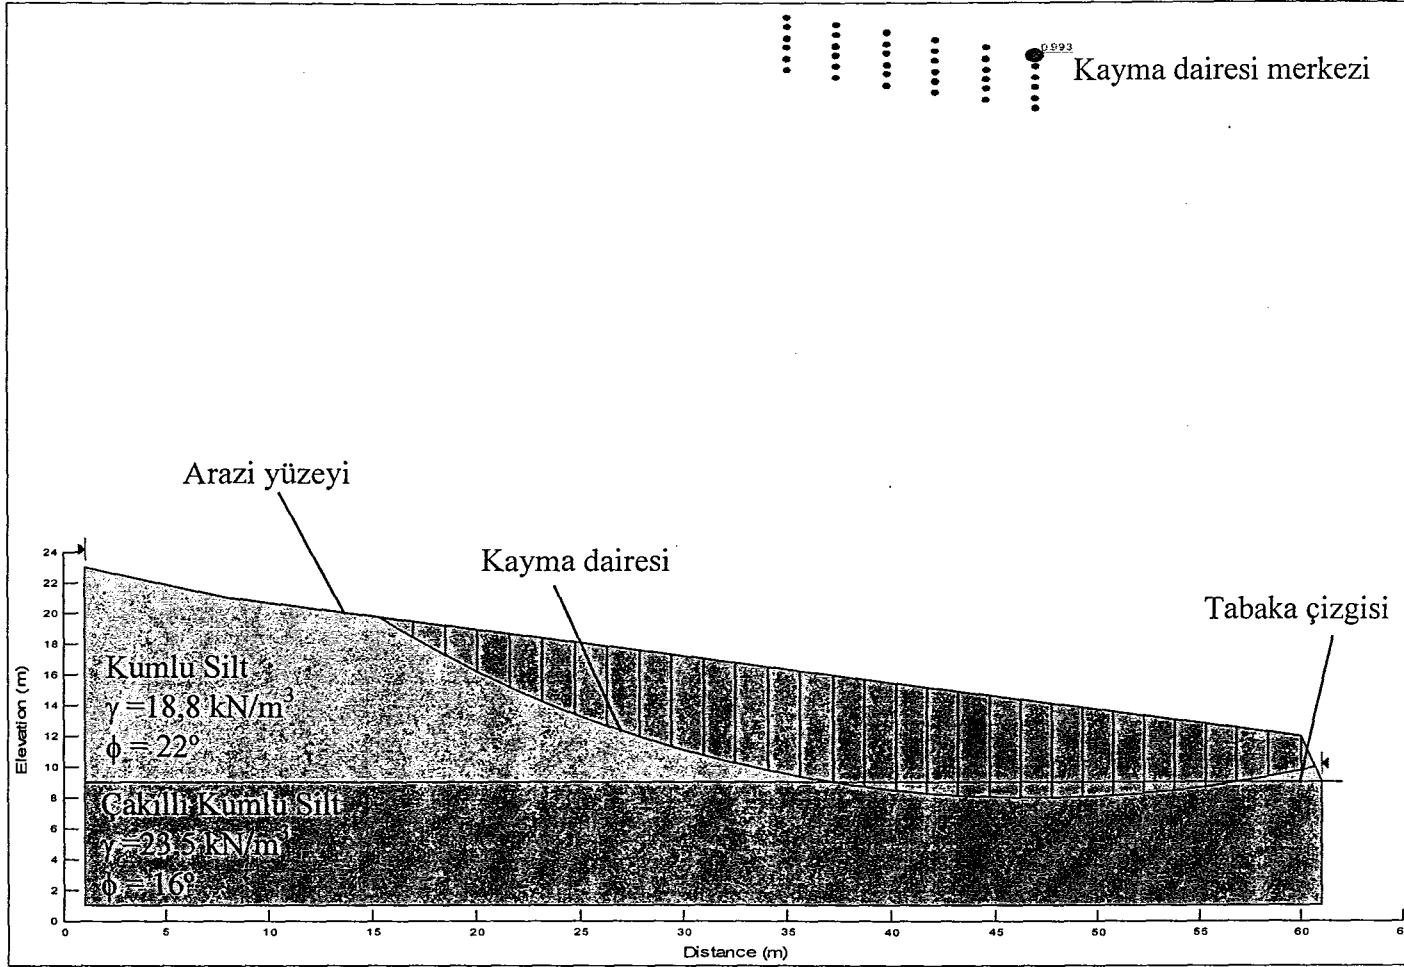 0.993
Kayma dairesi merkezi
Arazi yüzeyi
Kayma dairesi
Tabaka çizgisi
Kumlu Silt
γ =18,8 kN/m³
ϕ = 22º
Çakıllı Kumlu Silt
γ=23,5 kN/m³
ϕ = 16º
Elevation (m)
24
22
20
18
16
14
12
10
8
6
4
2
0
0 5 10 15 20 25 30 35 40 45 50 55 60
Distance (m)